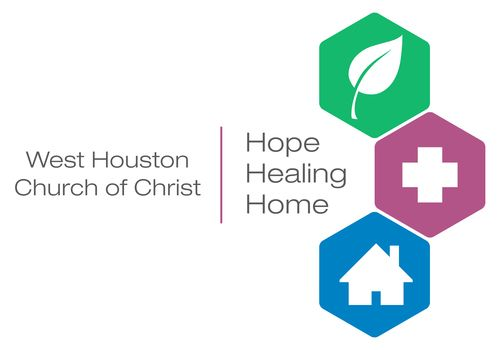 West Houston
Church of Christ
Hope
Healing
Home